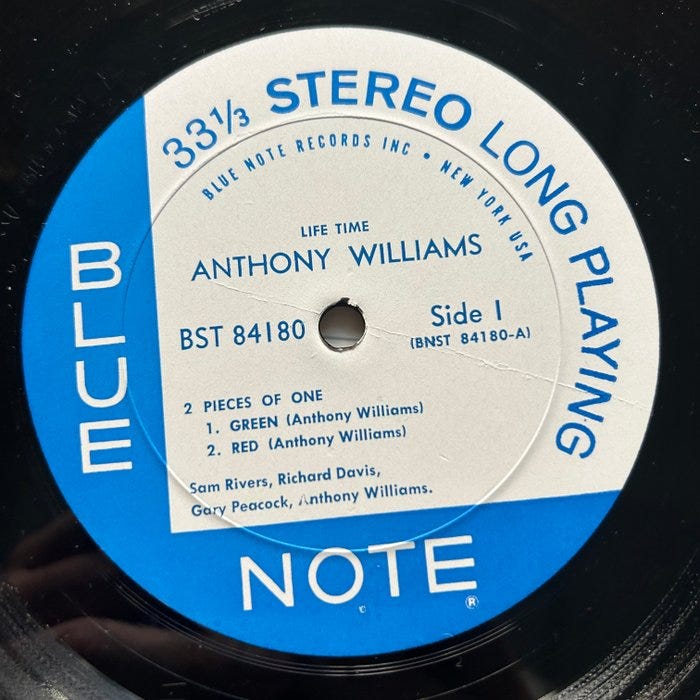 33⅓ STEREO LONG PLAYING
BLUE NOTE RECORDS INC • NEW YORK USA
LIFE TIME
ANTHONY WILLIAMS
BST 84180
Side 1
(BNST 84180-A)
2 PIECES OF ONE
1. GREEN (Anthony Williams)
2. RED (Anthony Williams)
Sam Rivers, Richard Davis,
Gary Peacock, Anthony Williams.
BLUE
NOTE
®